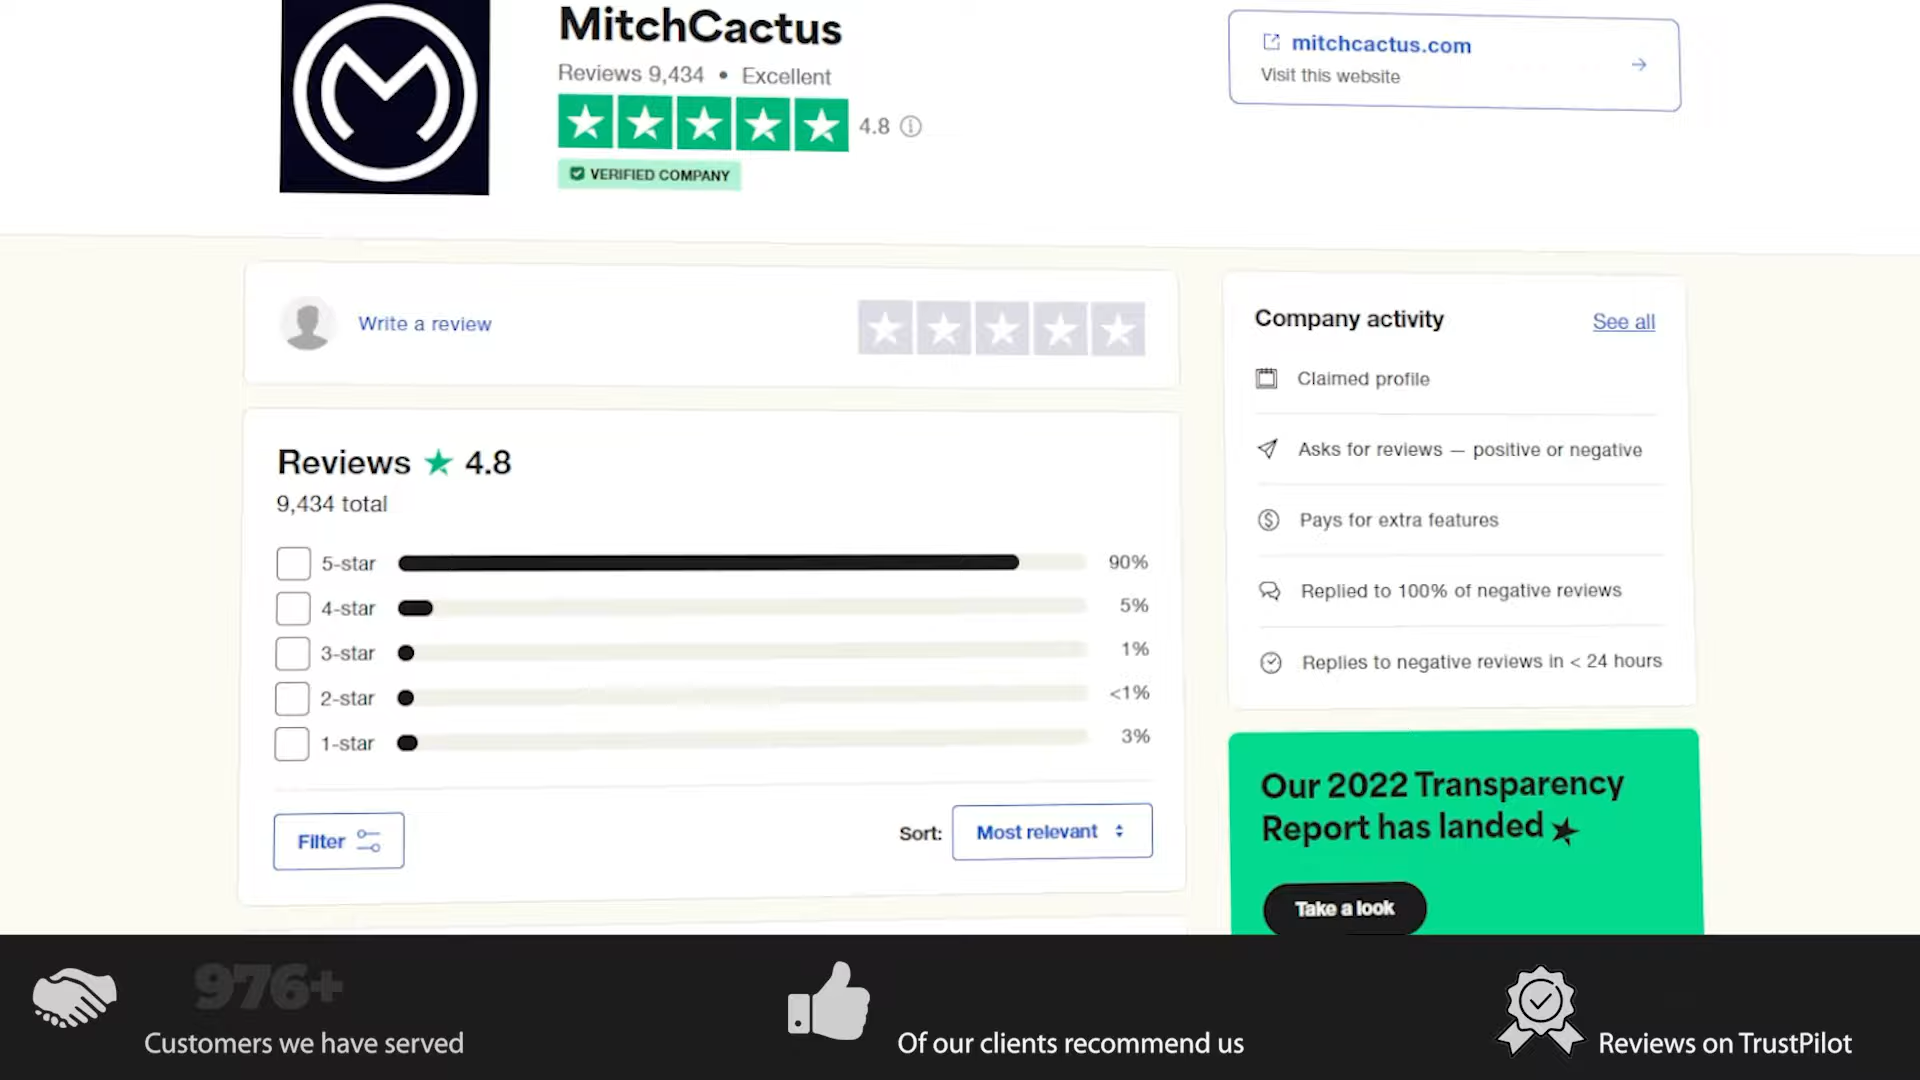 MitchCactus
Reviews 9,434 • Excellent
4.8
VERIFIED COMPANY
mitchcactus.com
Visit this website
Write a review
Reviews ★ 4.8
9,434 total
5-star 90%
4-star 5%
3-star 1%
2-star <1%
1-star 3%
Filter
Sort: Most relevant
Company activity
See all
Claimed profile
Asks for reviews — positive or negative
Pays for extra features
Replied to 100% of negative reviews
Replies to negative reviews in < 24 hours
Our 2022 Transparency
Report has landed
Take a look
976+
Customers we have served
Of our clients recommend us
Reviews on TrustPilot